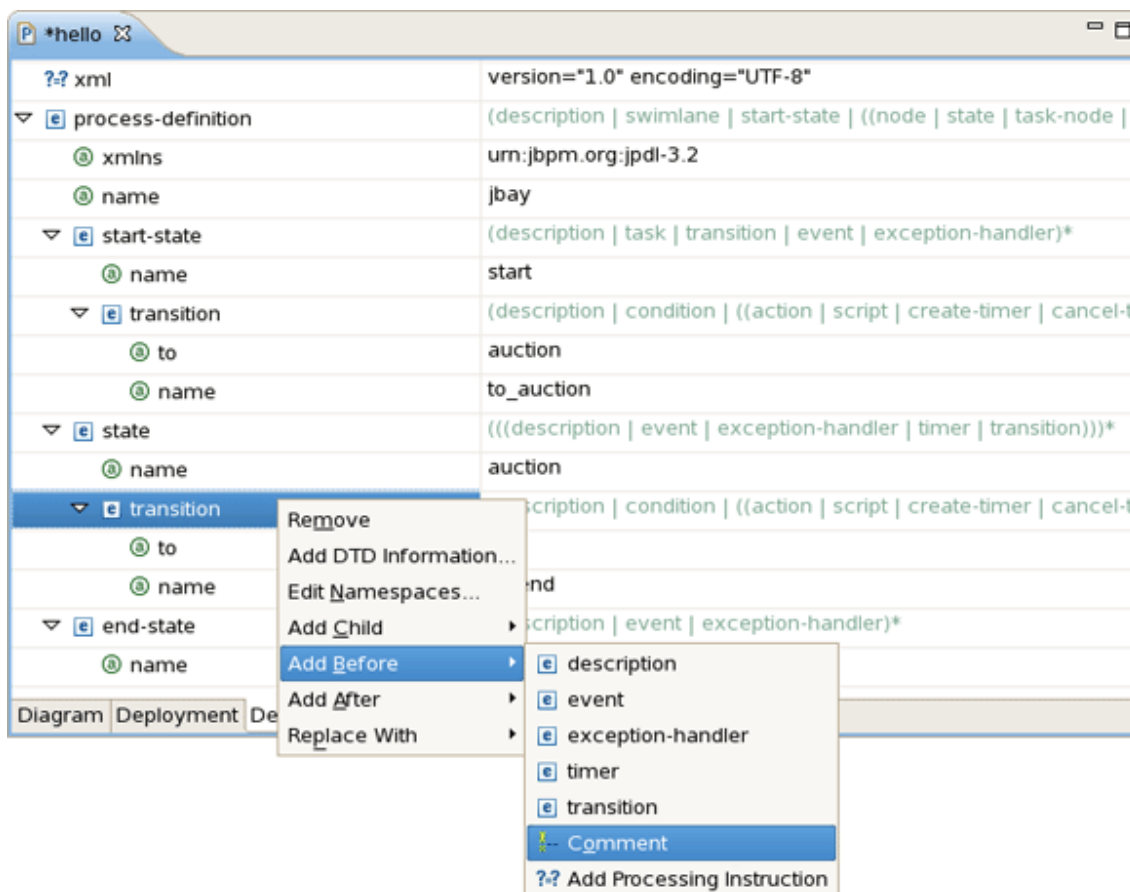 *hello
?=? xml version="1.0" encoding="UTF-8"
process-definition (description | swimlane | start-state | ((node | state | task-node |
xmlns urn:jbpm.org:jpdl-3.2
name jbay
start-state (description | task | transition | event | exception-handler)*
name start
transition (description | condition | ((action | script | create-timer | cancel-t
to auction
name to_auction
state (((description | event | exception-handler | timer | transition)))*
name auction
transition scription | condition | ((action | script | create-timer | cancel-t
Remove
to
Add DTD Information...
name end
Edit Namespaces...
end-state scription | event | exception-handler)*
Add Child
name
Add Before
description
Add After
event
Diagram Deployment De
Replace With
exception-handler
timer
transition
Comment
?=? Add Processing Instruction